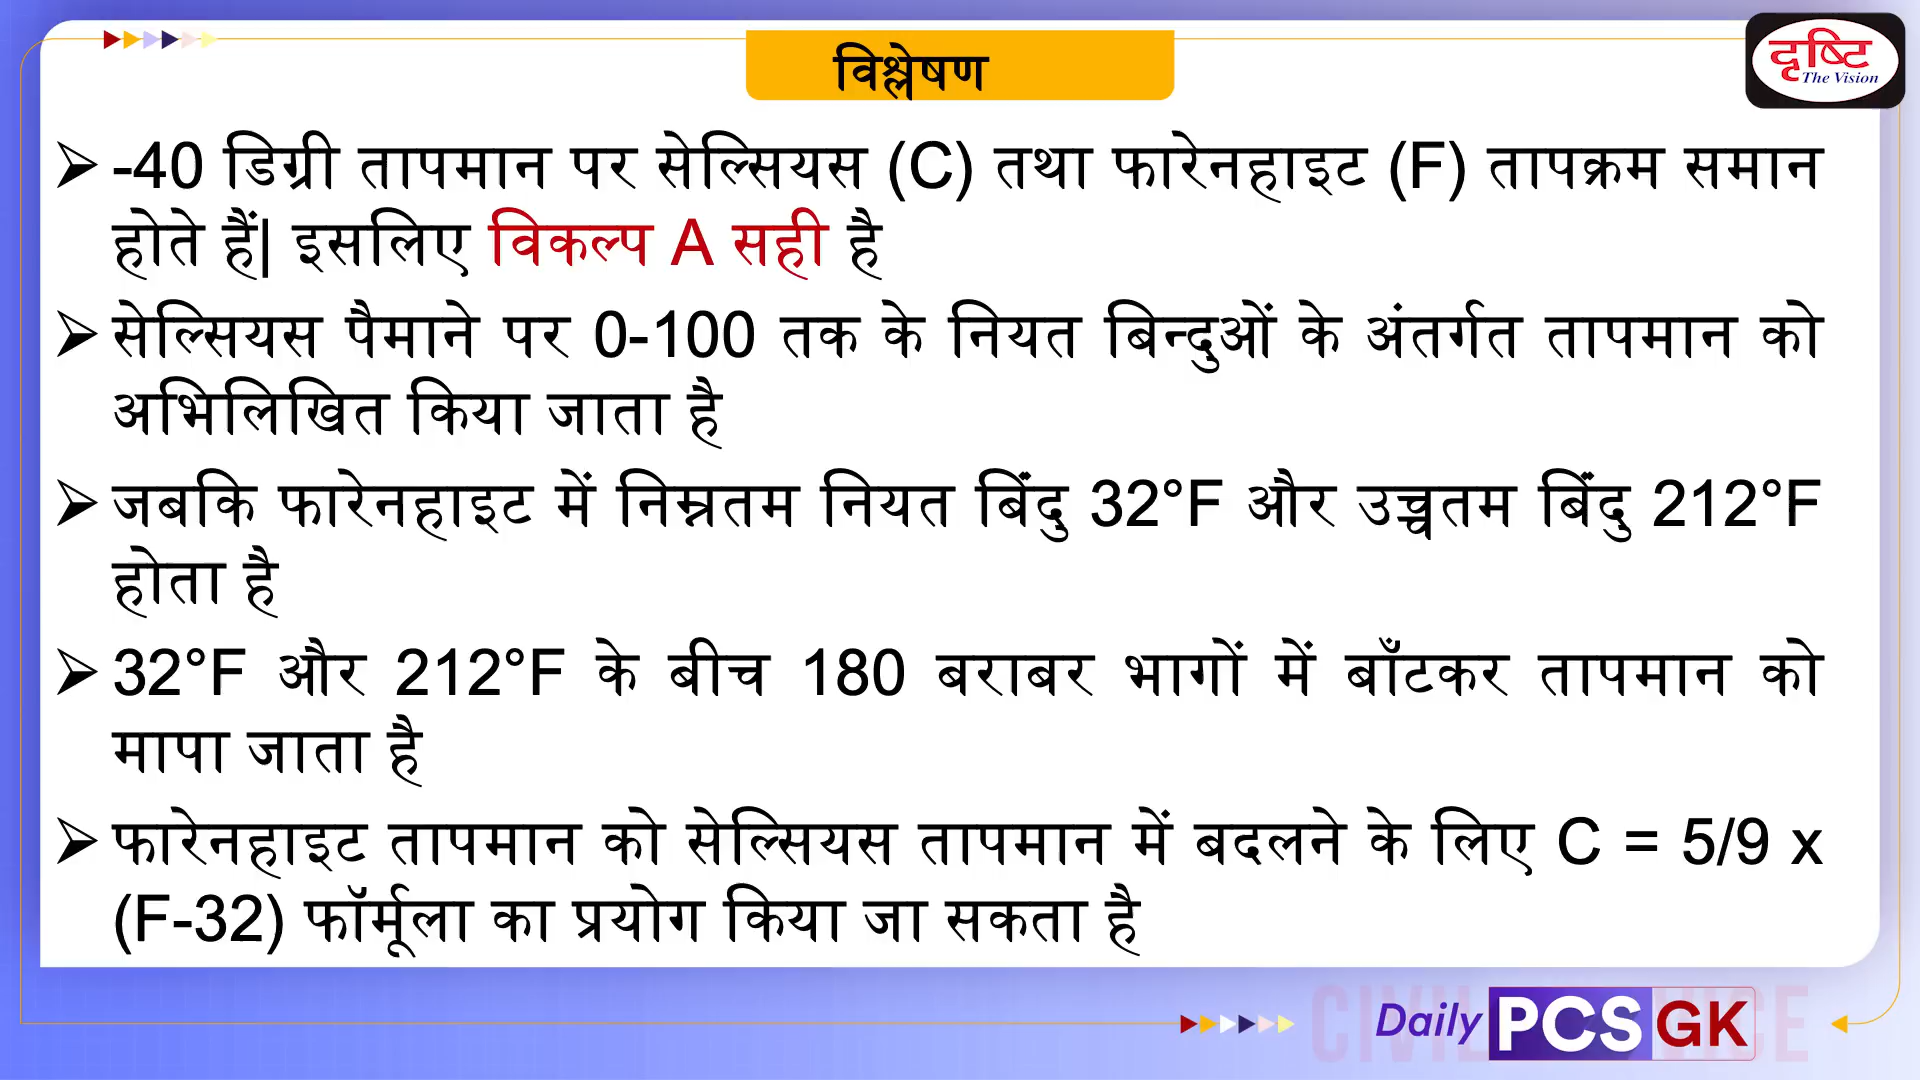 विश्लेषण
दृष्टि
The Vision
-40 डिग्री तापमान पर सेल्सियस (C) तथा फारेनहाइट (F) तापक्रम समान
होते हैं| इसलिए विकल्प A सही है
सेल्सियस पैमाने पर 0-100 तक के नियत बिन्दुओं के अंतर्गत तापमान को
अभिलिखित किया जाता है
जबकि फारेनहाइट में निम्नतम नियत बिंदु 32°F और उच्चतम बिंदु 212°F
होता है
32°F और 212°F के बीच 180 बराबर भागों में बाँटकर तापमान को
मापा जाता है
फारेनहाइट तापमान को सेल्सियस तापमान में बदलने के लिए C = 5/9 x
(F-32) फॉर्मूला का प्रयोग किया जा सकता है
Daily PCS GK